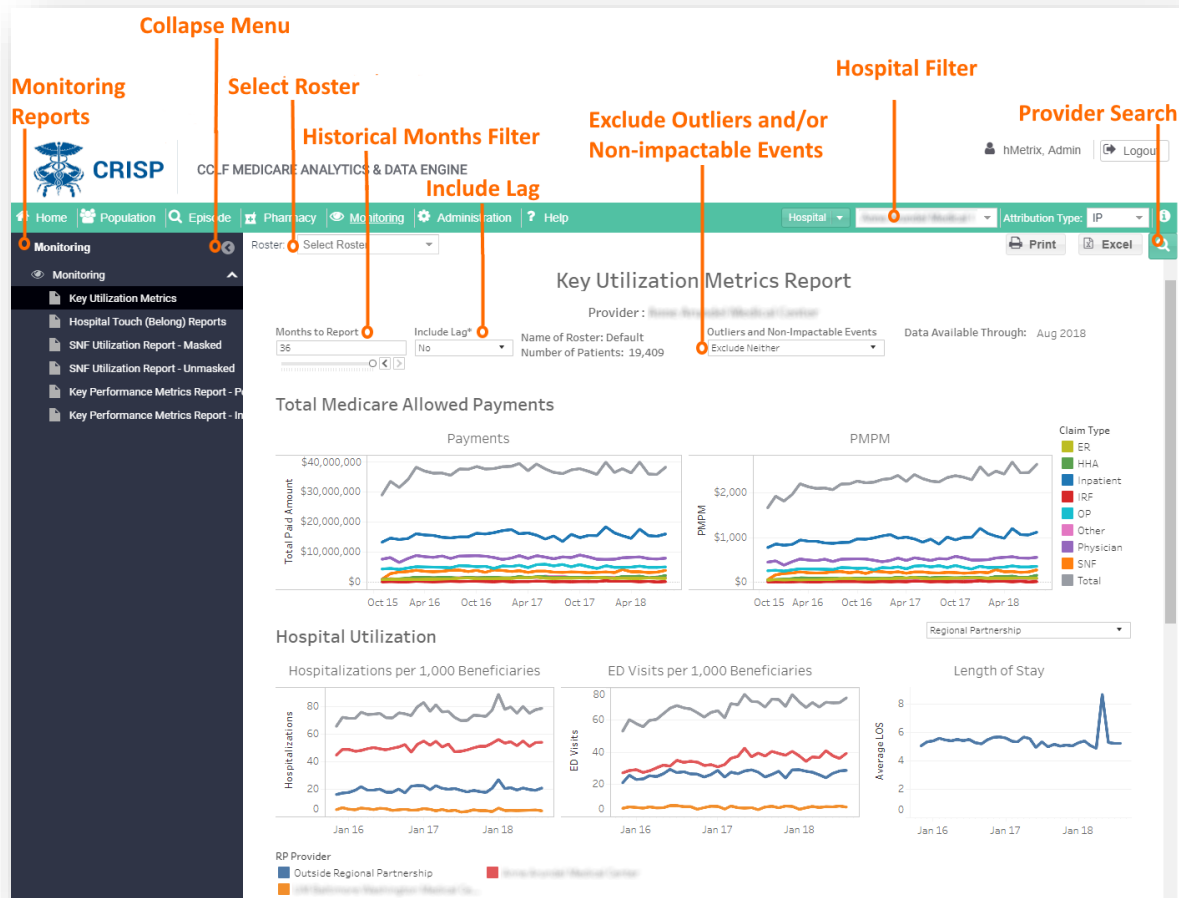 Collapse Menu
Monitoring Reports
Select Roster
Hospital Filter
Provider Search
Historical Months Filter
Exclude Outliers and/or
Non-impactable Events
Include Lag
CRISP
CCLF MEDICARE ANALYTICS & DATA ENGINE
hMetrix, Admin
Logout
Home Population Episode Pharmacy Monitoring Administration ? Help
Hospital
Attribution Type: IP
Monitoring
Roster: Select Roster
Print
Excel
Monitoring
Key Utilization Metrics
Hospital Touch (Belong) Reports
SNF Utilization Report - Masked
SNF Utilization Report - Unmasked
Key Performance Metrics Report - P
Key Performance Metrics Report - In
Key Utilization Metrics Report
Provider :
Months to Report
36
Include Lag*
No
Name of Roster: Default
Number of Patients: 19,409
Outliers and Non-Impactable Events
Exclude Neither
Data Available Through: Aug 2018
Total Medicare Allowed Payments
Payments
Total Paid Amount
$40,000,000
$30,000,000
$20,000,000
$10,000,000
$0
Oct 15 Apr 16 Oct 16 Apr 17 Oct 17 Apr 18
PMPM
PMPM
$2,000
$1,000
$0
Oct 15 Apr 16 Oct 16 Apr 17 Oct 17 Apr 18
Claim Type
ER
HHA
Inpatient
IRF
OP
Other
Physician
SNF
Total
Hospital Utilization
Regional Partnership
Hospitalizations per 1,000 Beneficiaries
Hospitalizations
80
60
40
20
0
Jan 16 Jan 17 Jan 18
ED Visits per 1,000 Beneficiaries
ED Visits
80
60
40
20
0
Jan 16 Jan 17 Jan 18
Length of Stay
Average LOS
8
6
4
2
0
Jan 16 Jan 17 Jan 18
RP Provider
Outside Regional Partnership